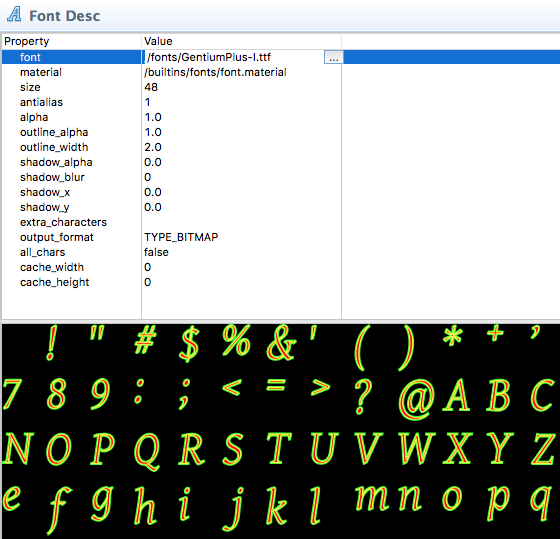 Font Desc
Property Value
font /fonts/GentiumPlus-I.ttf ...
material /builtins/fonts/font.material
size 48
antialias 1
alpha 1.0
outline_alpha 1.0
outline_width 2.0
shadow_alpha 0.0
shadow_blur 0
shadow_x 0.0
shadow_y 0.0
extra_characters
output_format TYPE_BITMAP
all_chars false
cache_width 0
cache_height 0
! " # $ % & ' ( ) * + ’
7 8 9 : ; < = > ? @ A B C
N O P Q R S T U V W X Y Z
e f g h i j k l m n o p q